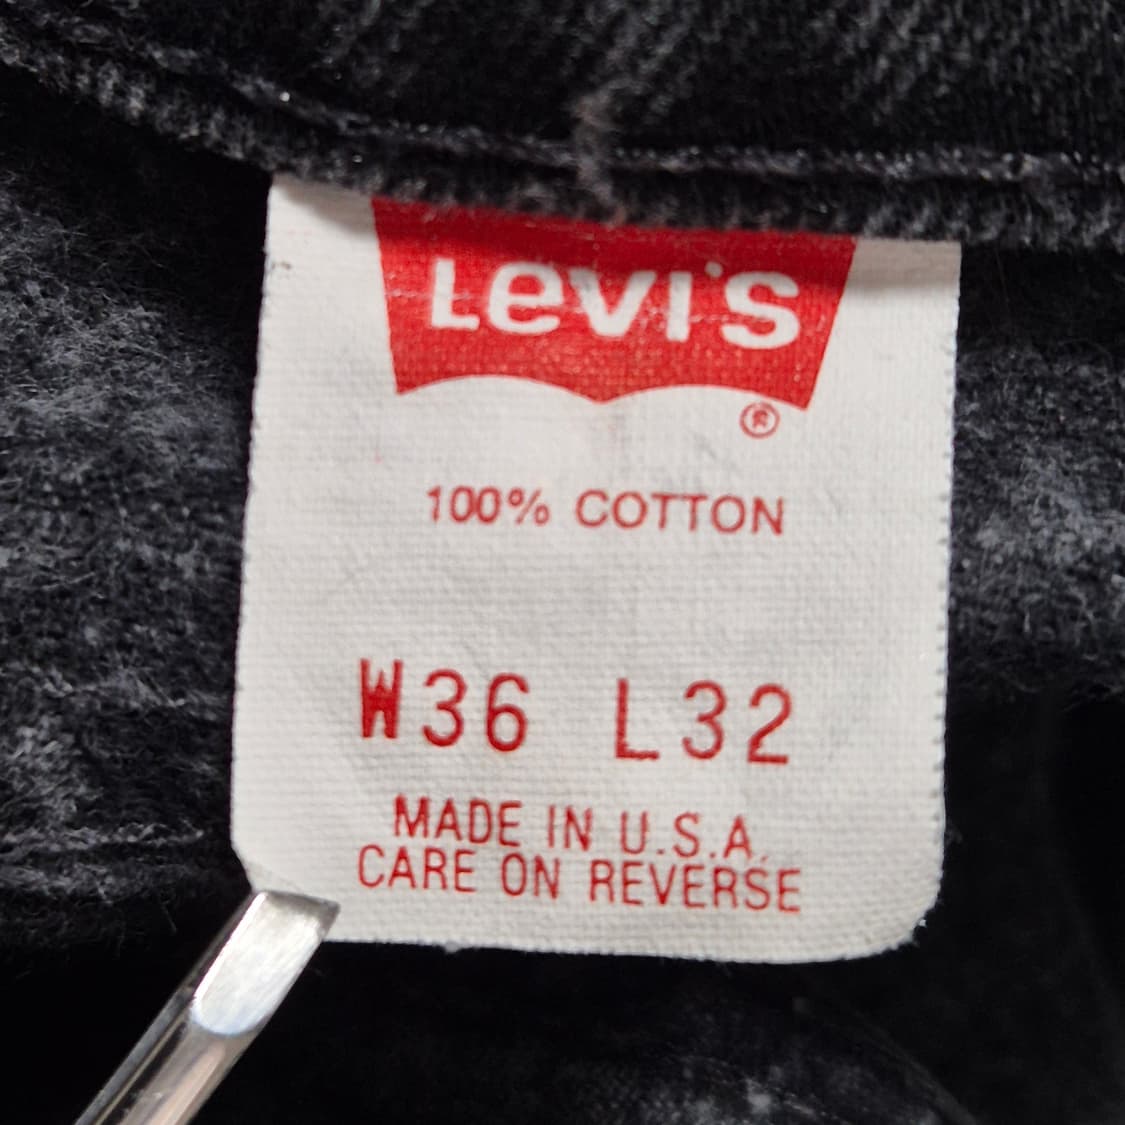 Levi's
®
100% COTTON
W36 L32
MADE IN U.S.A.
CARE ON REVERSE